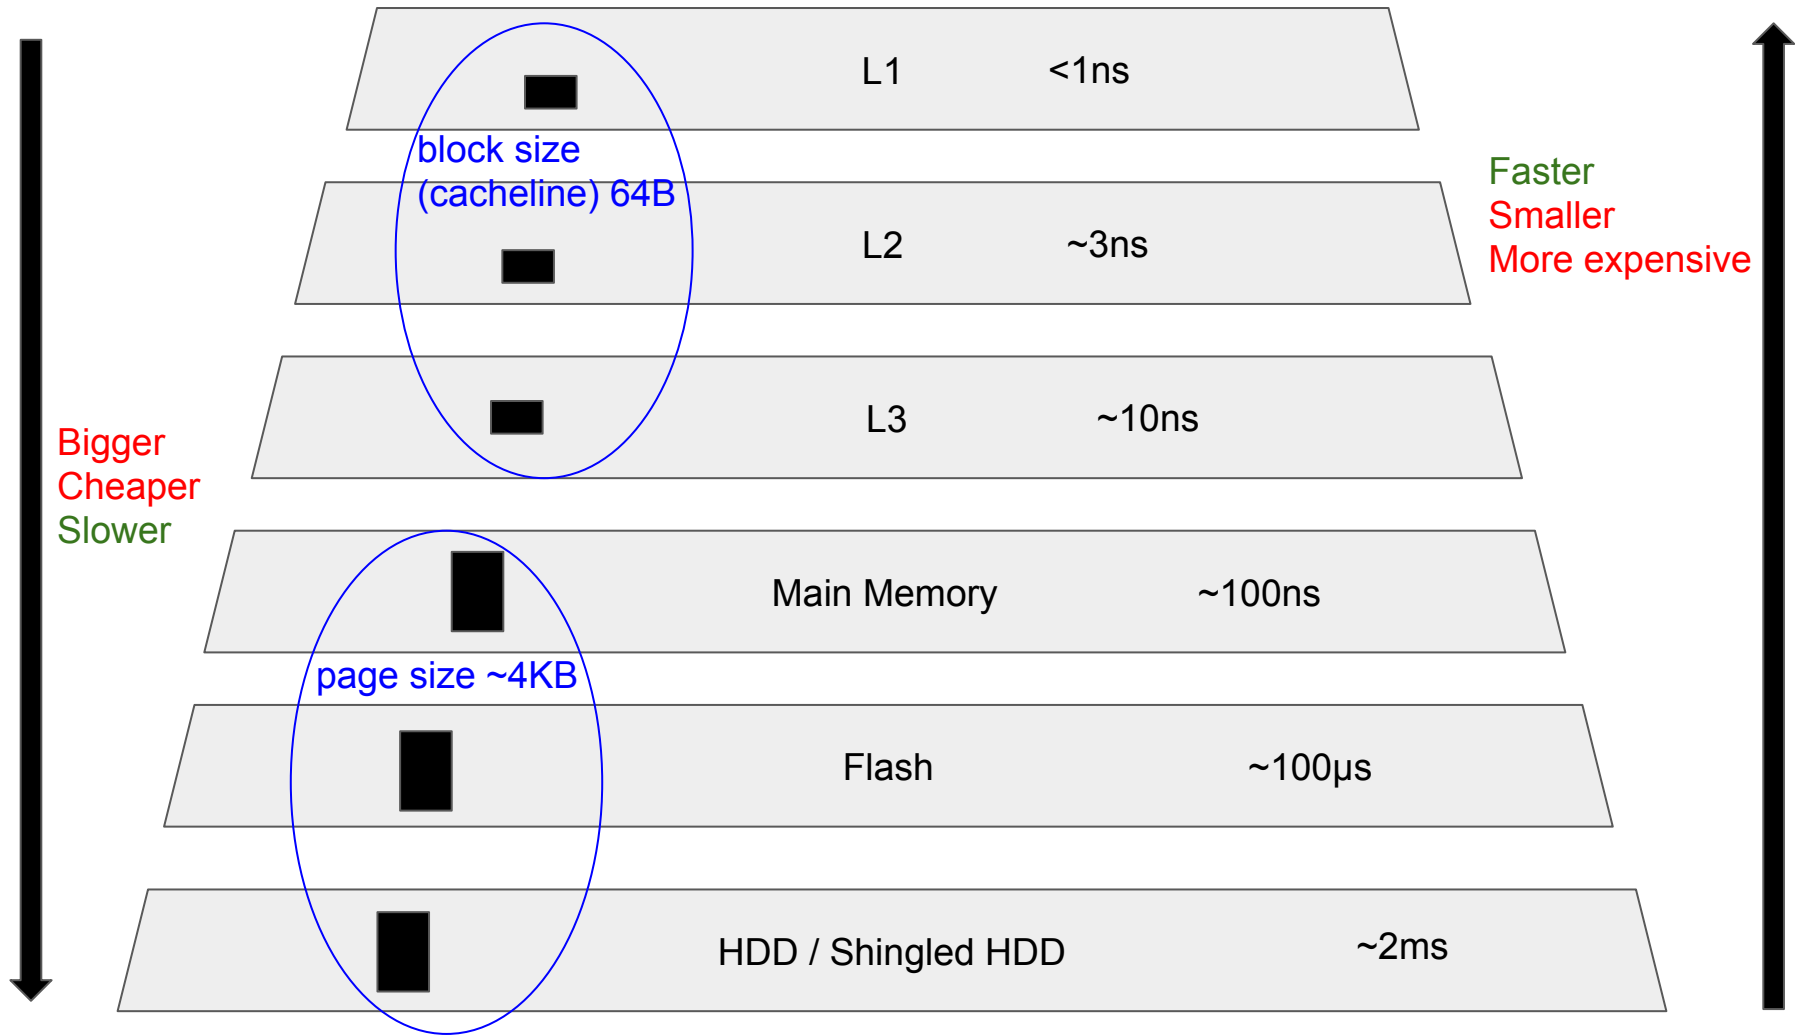 L1 <1ns
block size
(cacheline) 64B
L2 ~3ns
Faster
Smaller
More expensive
L3 ~10ns
Bigger
Cheaper
Slower
Main Memory ~100ns
page size ~4KB
Flash ~100µs
HDD / Shingled HDD ~2ms